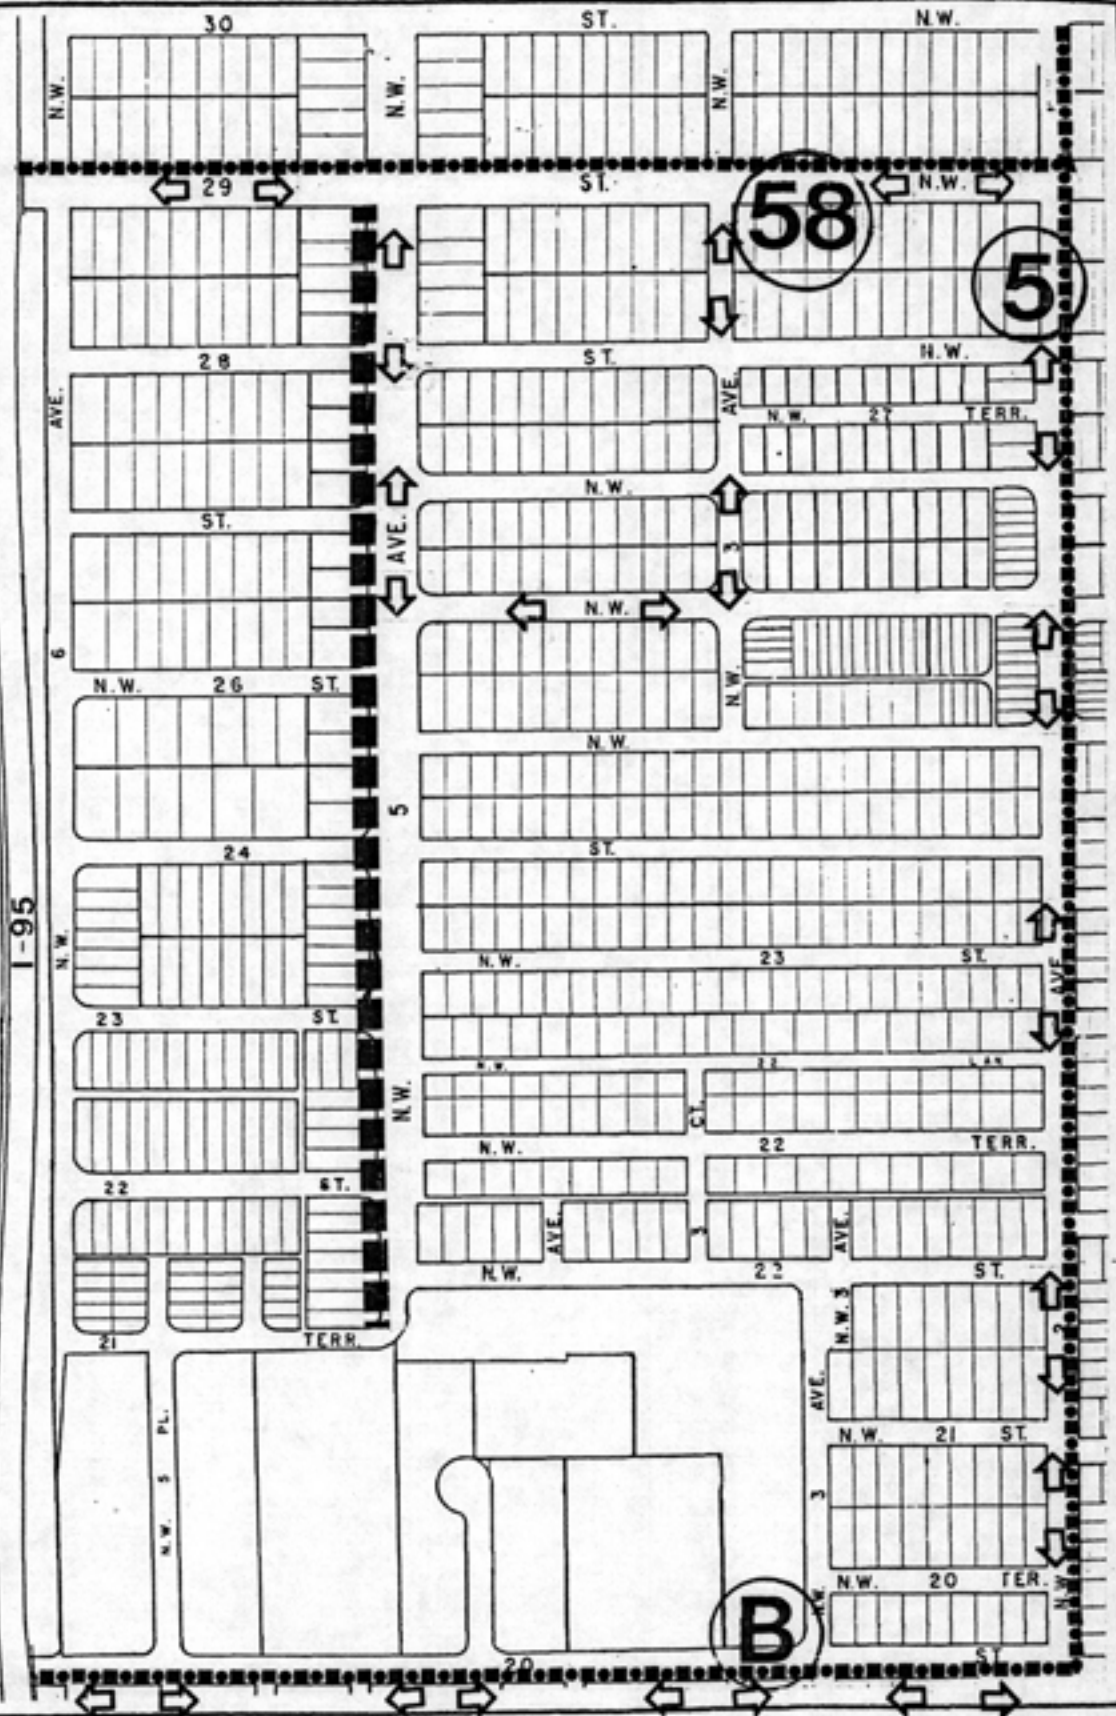 30 ST. N.W.
N.W. N.W. N.W.
29 ST. N.W.
58
5
28 ST. N.W.
AVE. AVE.
N.W. 27 TERR.
N.W.
ST.
AVE. 3
N.W.
6
N.W. 26 ST. N.W.
N.W.
5
24 ST.
I-95
N.W.
N.W. 23 ST.
AVE
23 ST.
N.W. 22
N.W. CT.
N.W. 22 TERR.
22 ST.
AVE. 3 AVE.
N.W. 22 ST.
N.W. 3
2
21 TERR.
AVE.
PL.
N.W. 21 ST.
5
3
N.W.
N.W. 20 TER. N.W.
N.W.
B
20 ST